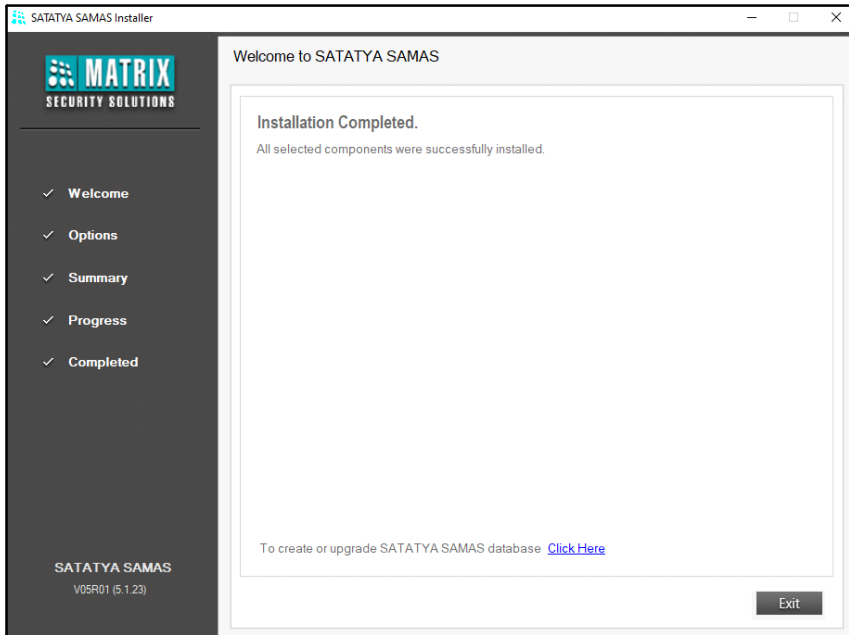 SATATYA SAMAS Installer
MATRIX
SECURITY SOLUTIONS
Welcome
Options
Summary
Progress
Completed
SATATYA SAMAS
V05R01 (5.1.23)
Welcome to SATATYA SAMAS
Installation Completed.
All selected components were successfully installed.
To create or upgrade SATATYA SAMAS database Click Here
Exit